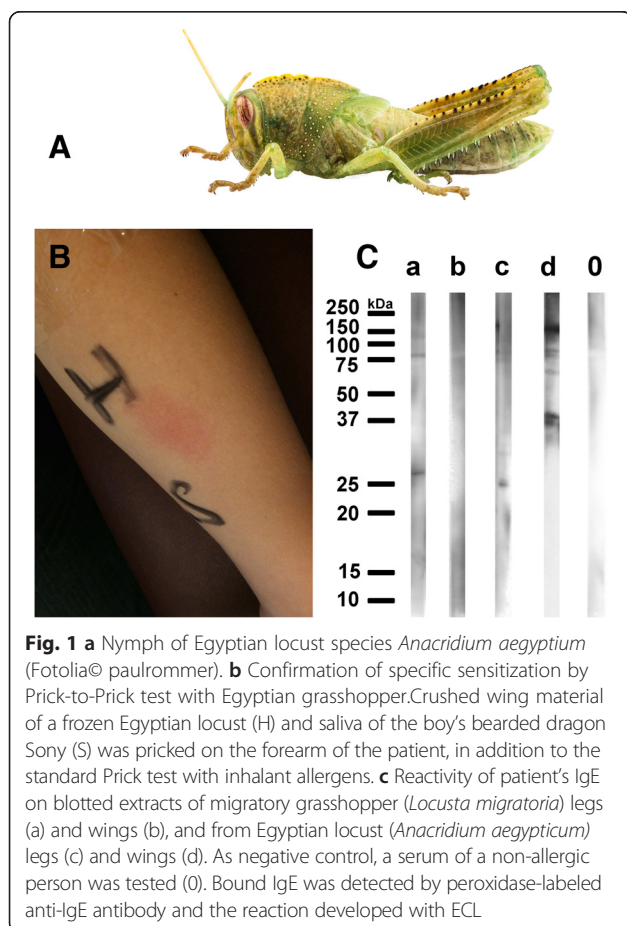 A
B
C
a b c d 0
kDa
250
150
100
75
50
37
25
20
15
10
H
S
Fig. 1 a Nymph of Egyptian locust species Anacridium aegyptium
(Fotolia© paulrommer). b Confirmation of specific sensitization by
Prick-to-Prick test with Egyptian grasshopper.Crushed wing material
of a frozen Egyptian locust (H) and saliva of the boy's bearded dragon
Sony (S) was pricked on the forearm of the patient, in addition to the
standard Prick test with inhalant allergens. c Reactivity of patient's IgE
on blotted extracts of migratory grasshopper (Locusta migratoria) legs
(a) and wings (b), and from Egyptian locust (Anacridium aegypticum)
legs (c) and wings (d). As negative control, a serum of a non-allergic
person was tested (0). Bound IgE was detected by peroxidase-labeled
anti-IgE antibody and the reaction developed with ECL